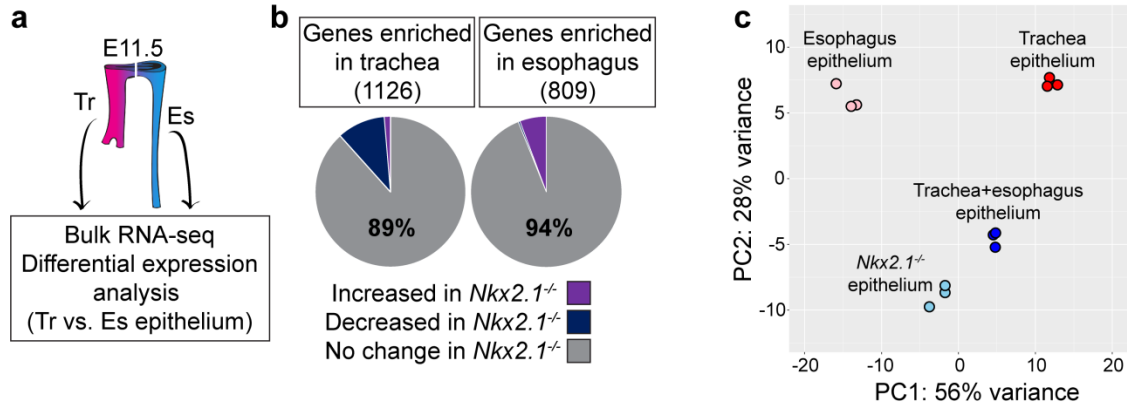 a
E11.5
Tr
Es
Bulk RNA-seq
Differential expression
analysis
(Tr vs. Es epithelium)
b
Genes enriched
in trachea
(1126)
Genes enriched
in esophagus
(809)
89%
94%
Increased in Nkx2.1-/-
Decreased in Nkx2.1-/-
No change in Nkx2.1-/-
c
PC2: 28% variance
10
5
0
-5
-10
Esophagus
epithelium
Trachea
epithelium
Trachea+esophagus
epithelium
Nkx2.1-/-
epithelium
-20
-10
0
10
20
PC1: 56% variance